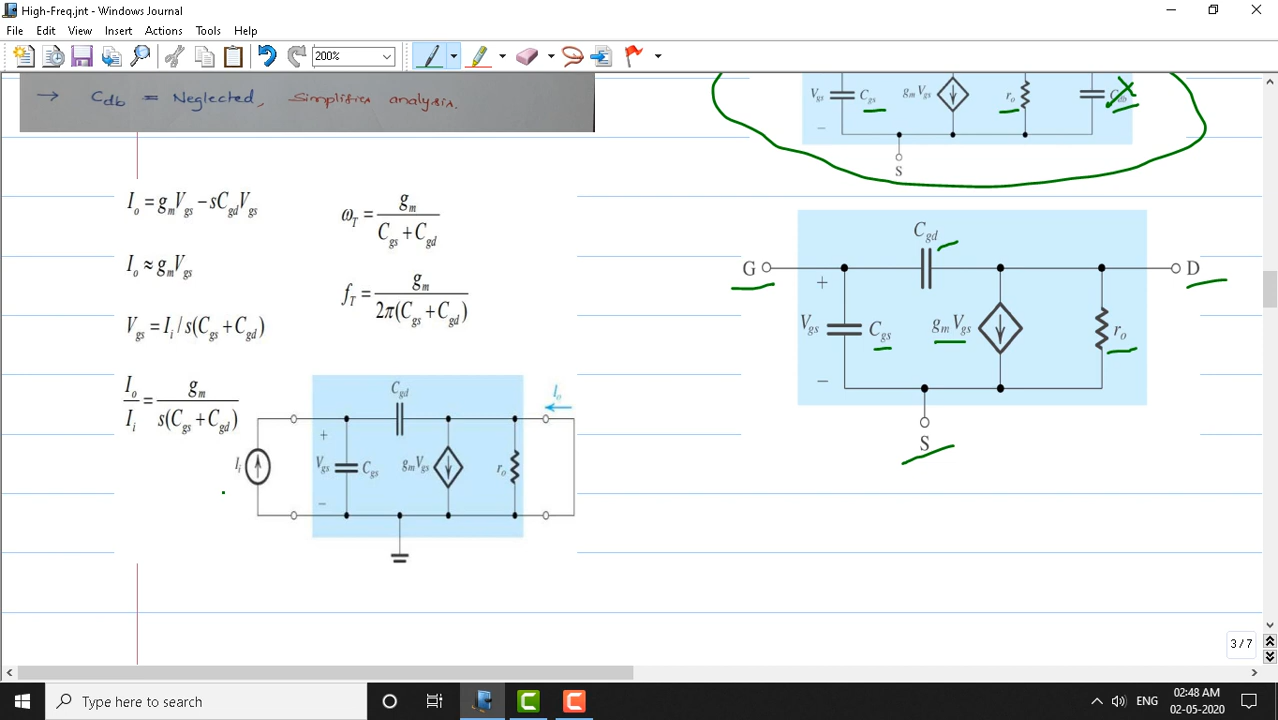 High-Freq.jnt - Windows Journal
File Edit View Insert Actions Tools Help
200%
→ Cdb = Neglected, Simplifies analysis.
Vgs Cgs gmVgs ro
S
Io = gmVgs − sCgdVgs
Io ≈ gmVgs
Vgs = Ii / s(Cgs + Cgd)
Io / Ii = gm / s(Cgs + Cgd)
ωT = gm / Cgs + Cgd
fT = gm / 2π(Cgs + Cgd)
Cgd
Io
Ii + Vgs − Cgs gmVgs ro
Cgd
G D
+ Vgs − Cgs gmVgs ro
S
3 / 7
Type here to search
ENG
02:48 AM
02-05-2020